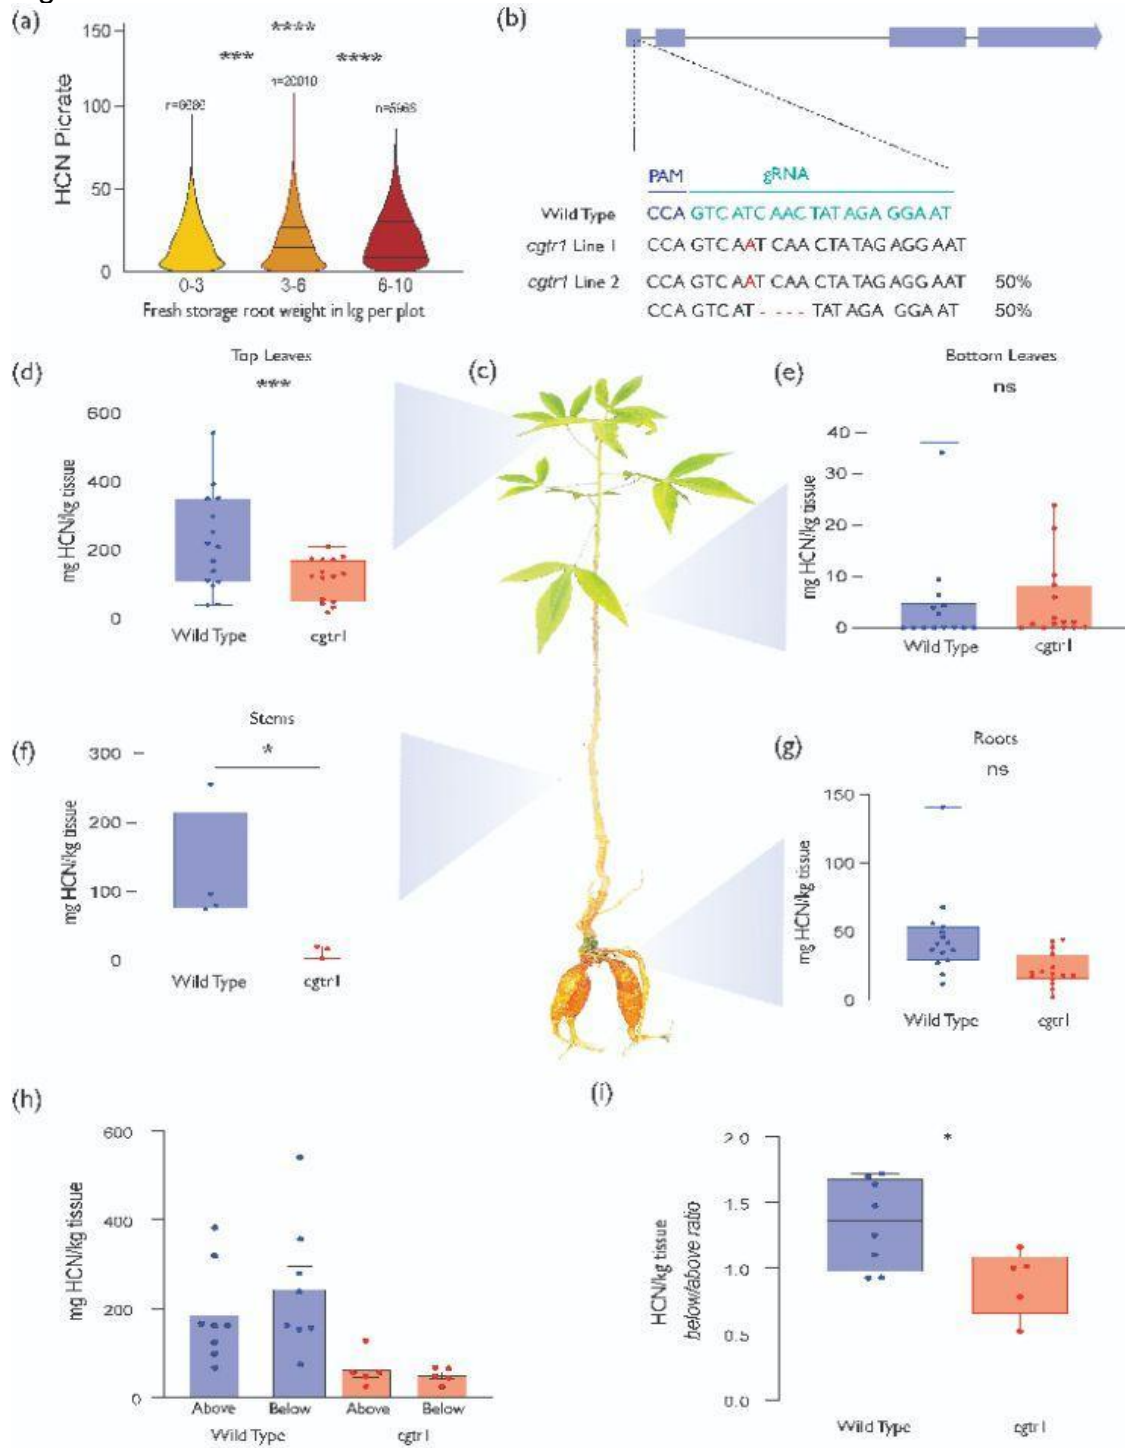 (a)
150
100
50
0
HCN Picrate
***
****
****
n=20010
0-3
3-6
6-10
Fresh storage root weight in kg per plot
(b)
PAM
gRNA
Wild Type
CCA GTC ATC AAC TAT AGA GGA AT
cgtr1 Line 1
CCA GTC AAT CAA CTA TAG AGG AAT
cgtr1 Line 2
CCA GTC AAT CAA CTA TAG AGG AAT
50%
CCA GTC AT - - - - TAT AGA GGA AT
50%
(d)
Top Leaves
***
600
400
200
0
mg HCN/kg tissue
Wild Type
cgtr1
(c)
(e)
Bottom Leaves
ns
40
30
20
10
0
mg HCN/kg tissue
Wild Type
cgtr1
(f)
Stems
*
300
200
100
0
mg HCN/kg tissue
Wild Type
cgtr1
(g)
Roots
ns
150
100
50
0
mg HCN/kg tissue
Wild Type
cgtr1
(h)
600
400
200
0
mg HCN/kg tissue
Above
Below
Above
Below
Wild Type
cgtr1
(i)
*
2.0
1.5
1.0
0.5
0.0
HCN/kg tissue
below/above ratio
Wild Type
cgtr1